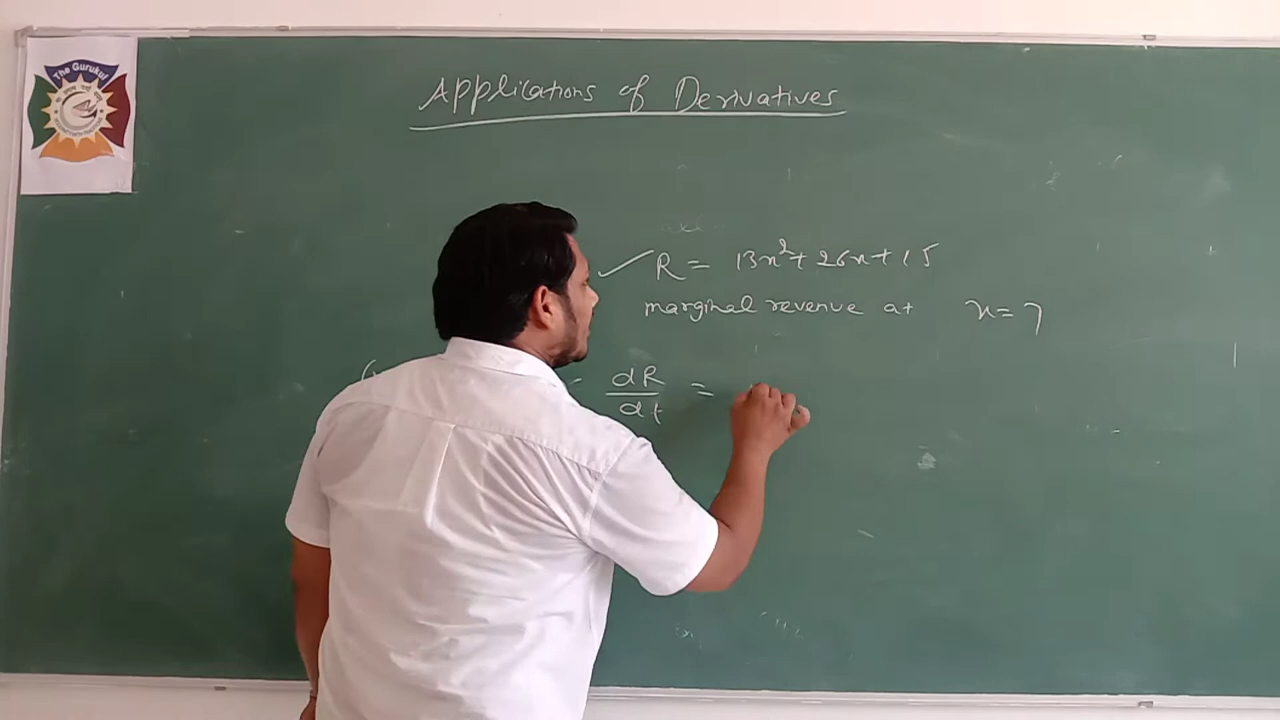 The Gurukul
Applications of Derivatives
✓ R = 13x²+26x+15
marginal revenue at x=7
= dR/dt =